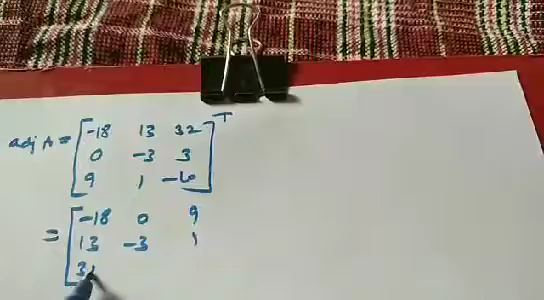 adj A = [-18 13 32]ᵀ
0 -3 3
9 1 -6
= [-18 0 9
13 -3 1
3